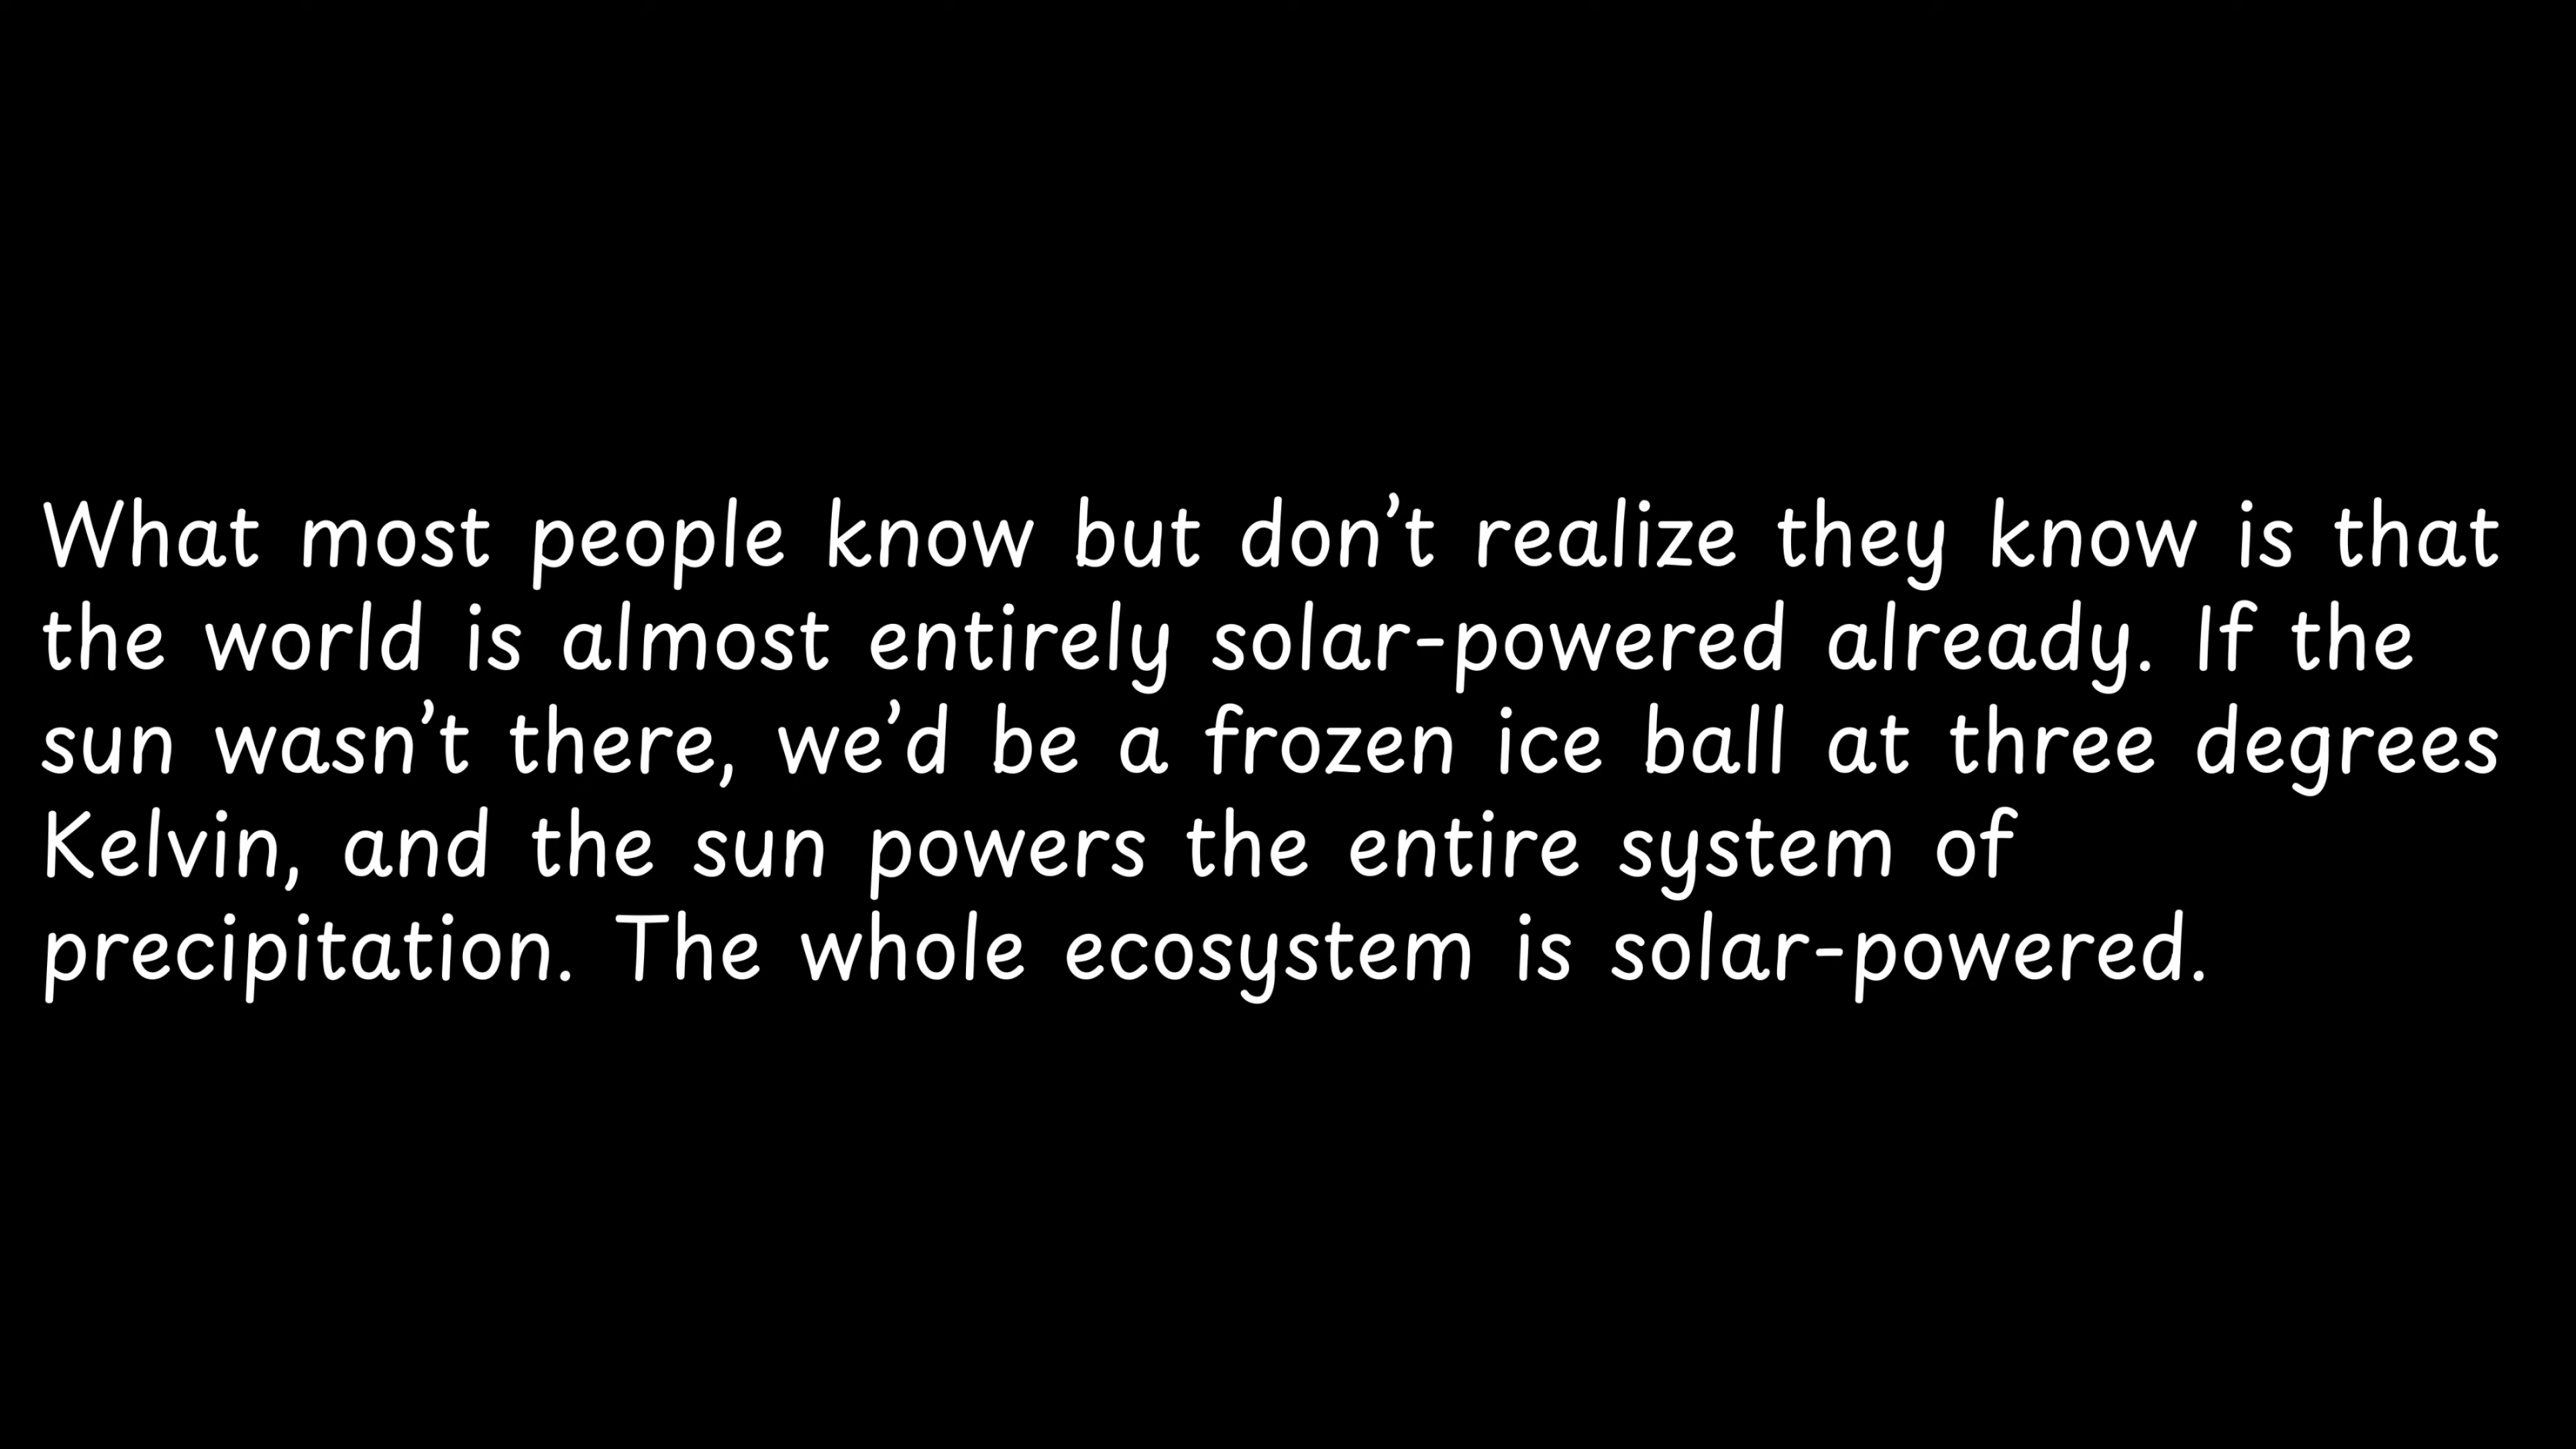 What most people know but don’t realize they know is that
the world is almost entirely solar-powered already. If the
sun wasn’t there, we’d be a frozen ice ball at three degrees
Kelvin, and the sun powers the entire system of
precipitation. The whole ecosystem is solar-powered.